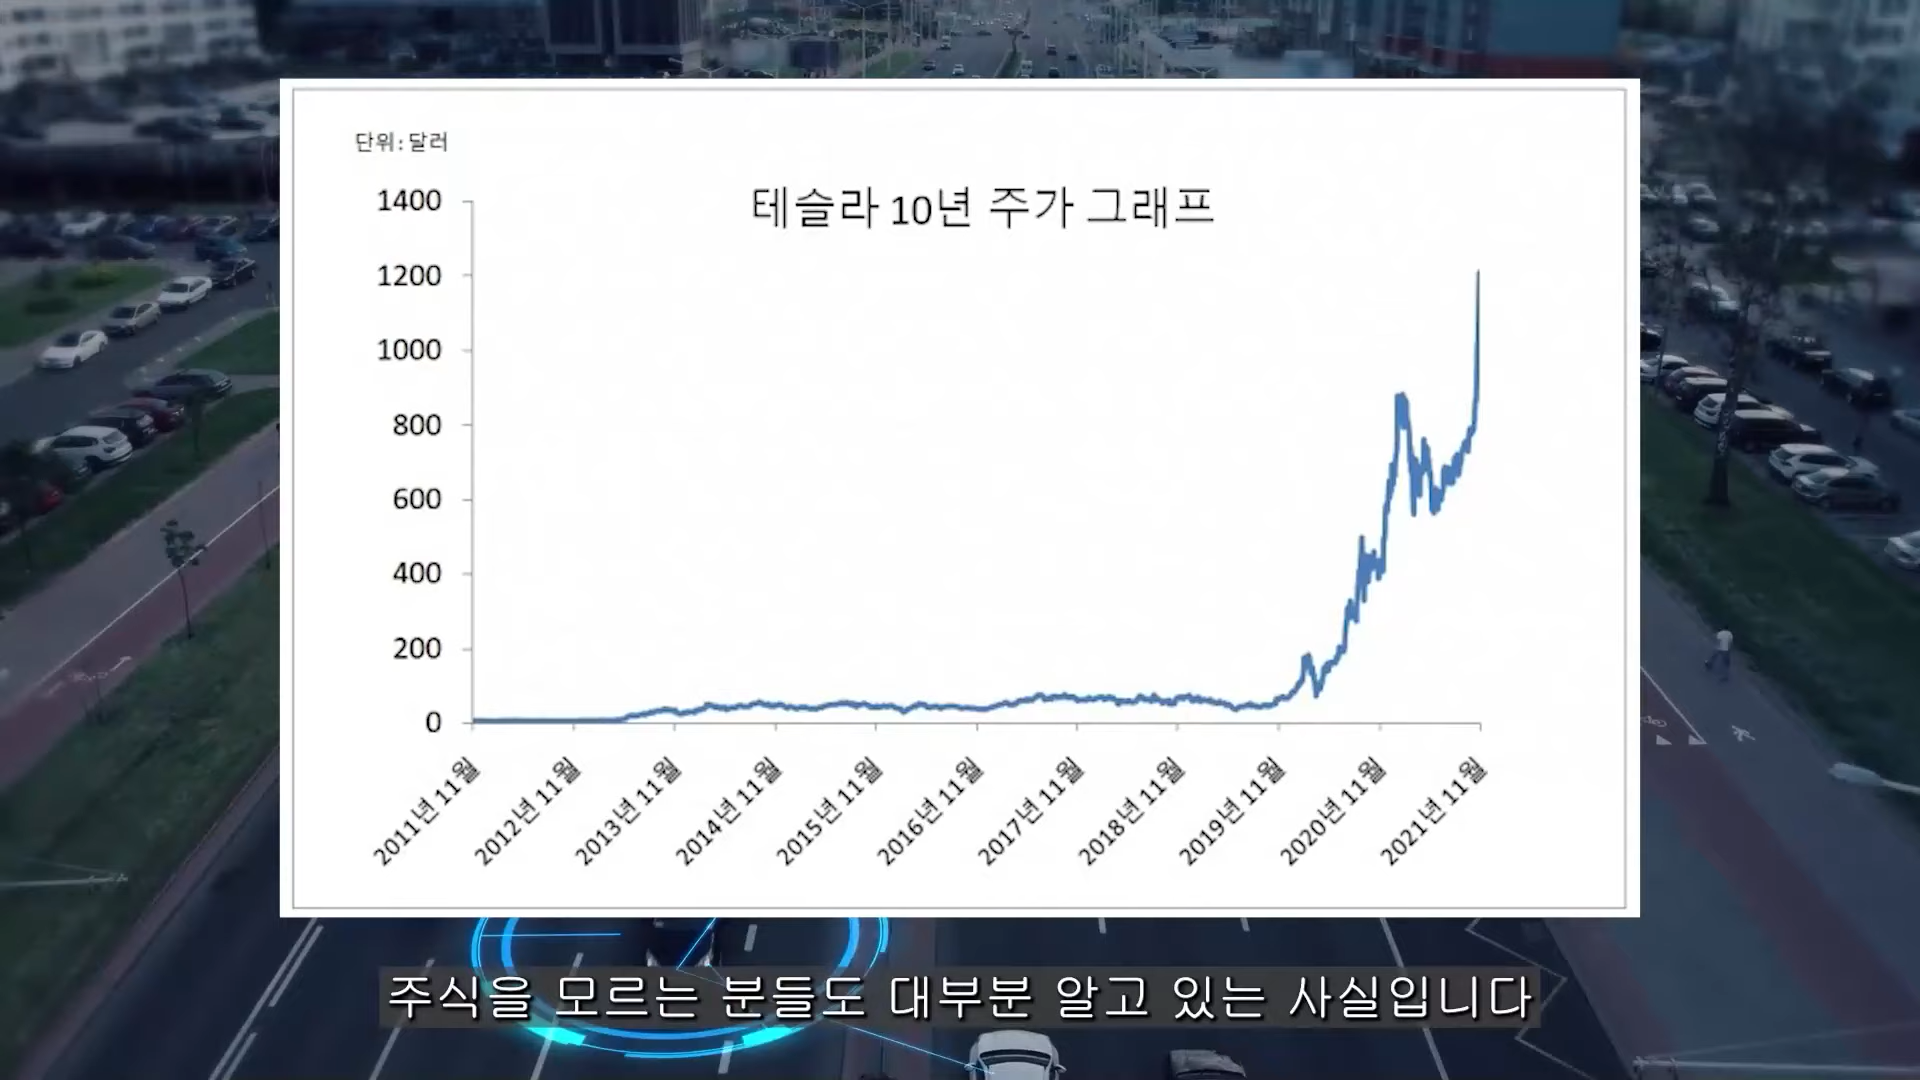 단위:달러
테슬라 10년 주가 그래프
1400
1200
1000
800
600
400
200
0
2011년 11월
2012년 11월
2013년 11월
2014년 11월
2015년 11월
2016년 11월
2017년 11월
2018년 11월
2019년 11월
2020년 11월
2021년 11월
주식을 모르는 분들도 대부분 알고 있는 사실입니다